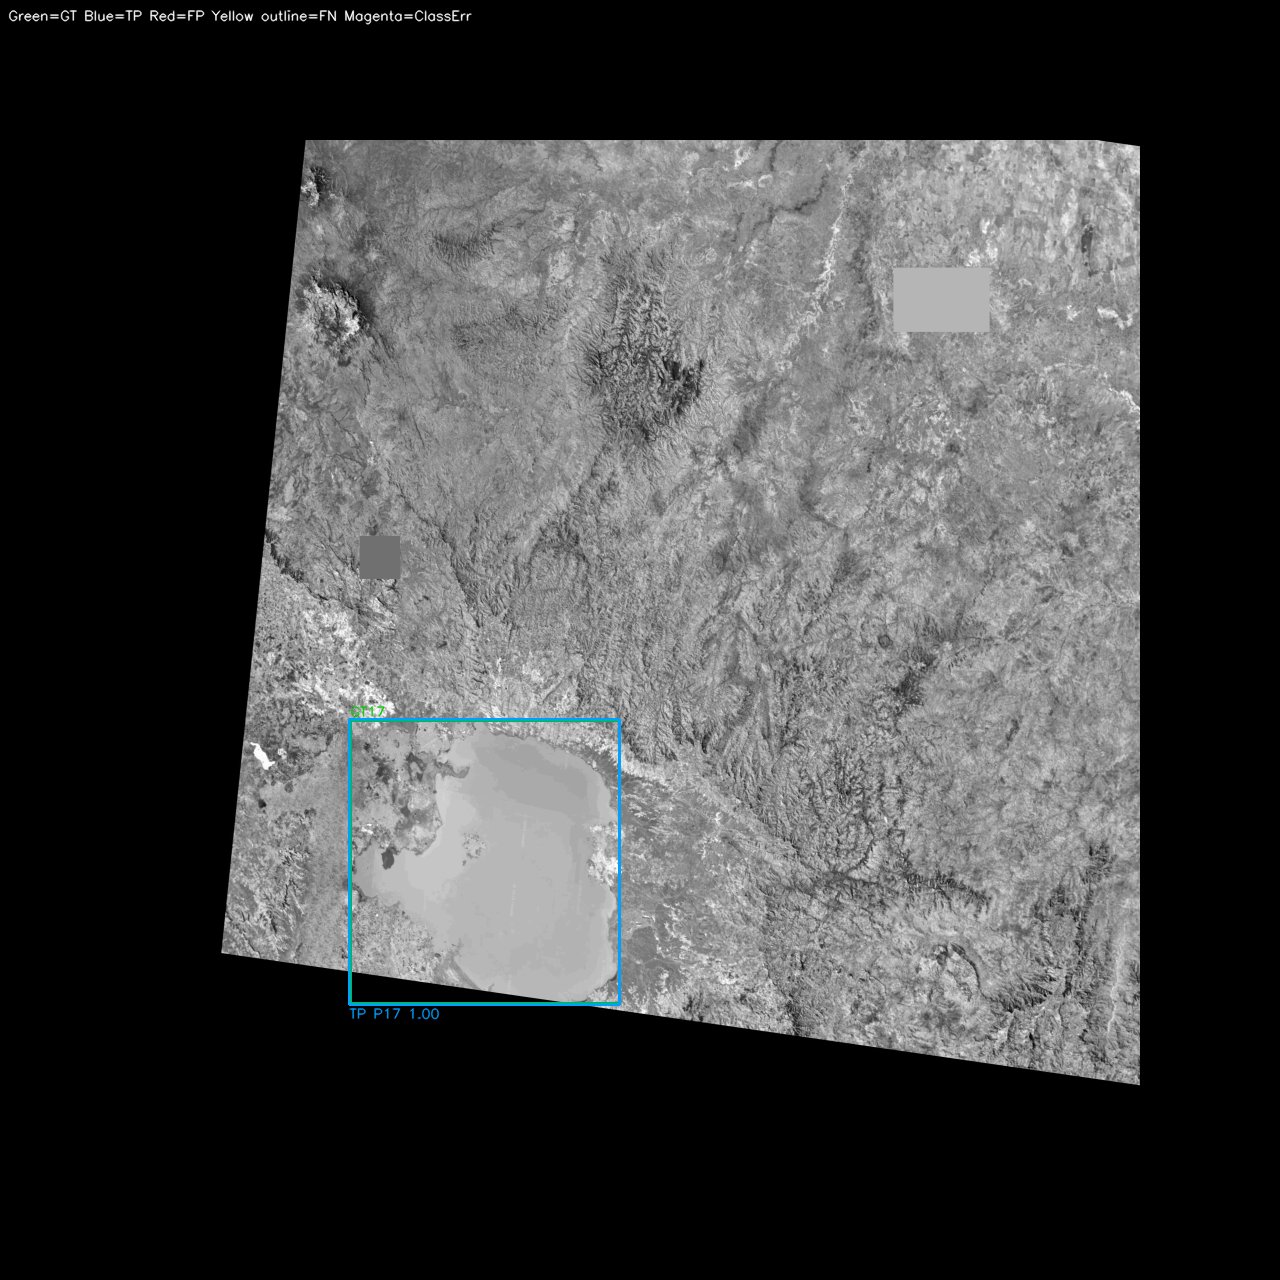 Green=GT Blue=TP Red=FP Yellow outline=FN Magenta=ClassErr
GT17
TP P17 1.00